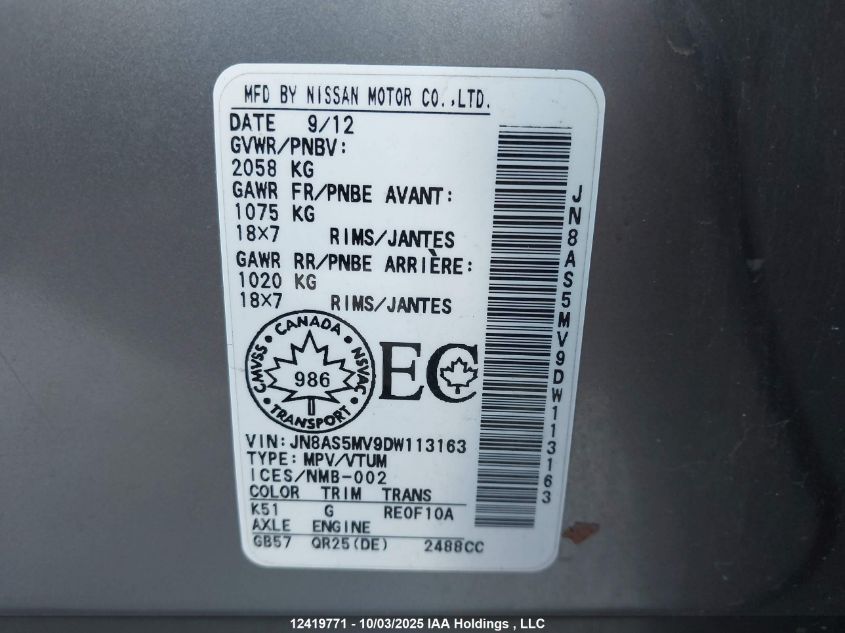 MFD BY NISSAN MOTOR CO.,LTD.
DATE 9/12
GVWR/PNBV:
2058 KG
GAWR FR/PNBE AVANT:
1075 KG
18×7 RIMS/JANTES
GAWR RR/PNBE ARRIÈRE:
1020 KG
18×7 RIMS/JANTES
CANADA
CMVSS
986
NSVAC
TRANSPORT
EC
VIN:JN8AS5MV9DW113163
TYPE:MPV/VTUM
ICES/NMB-002
COLOR TRIM TRANS
K51 G RE0F10A
AXLE ENGINE
GB57 QR25(DE) 2488CC
JN8AS5MV9DW113163
12419771 - 10/03/2025 IAA Holdings , LLC